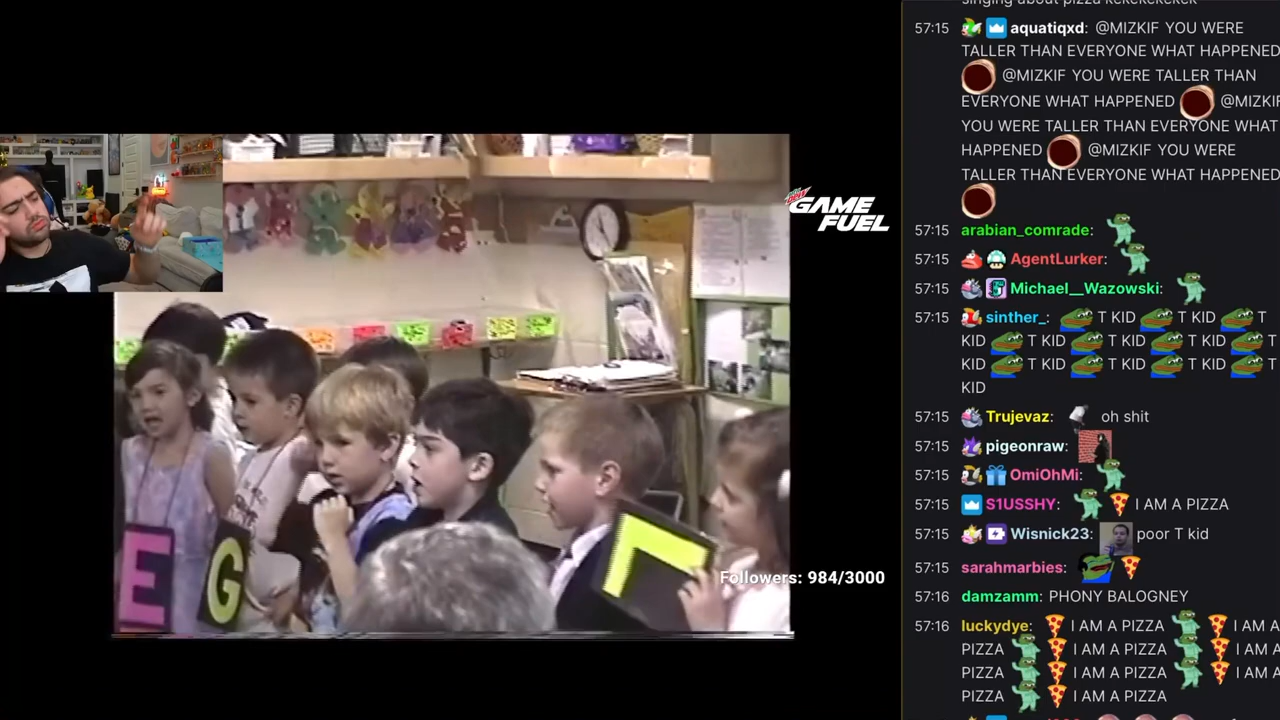 singing about pizza kekekekekek
57:15 aquatiqxd: @MIZKIF YOU WERE
TALLER THAN EVERYONE WHAT HAPPENED
@MIZKIF YOU WERE TALLER THAN
EVERYONE WHAT HAPPENED @MIZKIF
YOU WERE TALLER THAN EVERYONE WHAT
HAPPENED @MIZKIF YOU WERE
TALLER THAN EVERYONE WHAT HAPPENED
57:15 arabian_comrade:
57:15 AgentLurker:
57:15 Michael__Wazowski:
57:15 sinther_: T KID T KID T
KID T KID T KID T KID T
KID T KID T KID T KID T
KID
57:15 Trujevaz: oh shit
57:15 pigeonraw:
57:15 OmiOhMi:
57:15 S1USSHY: I AM A PIZZA
57:15 Wisnick23: poor T kid
57:15 sarahmarbies:
57:16 damzamm: PHONY BALOGNEY
57:16 luckydye: I AM A PIZZA I AM A
PIZZA I AM A PIZZA I AM A
PIZZA I AM A PIZZA I AM A
PIZZA I AM A PIZZA
GAME
FUEL
E
G
Followers: 984/3000